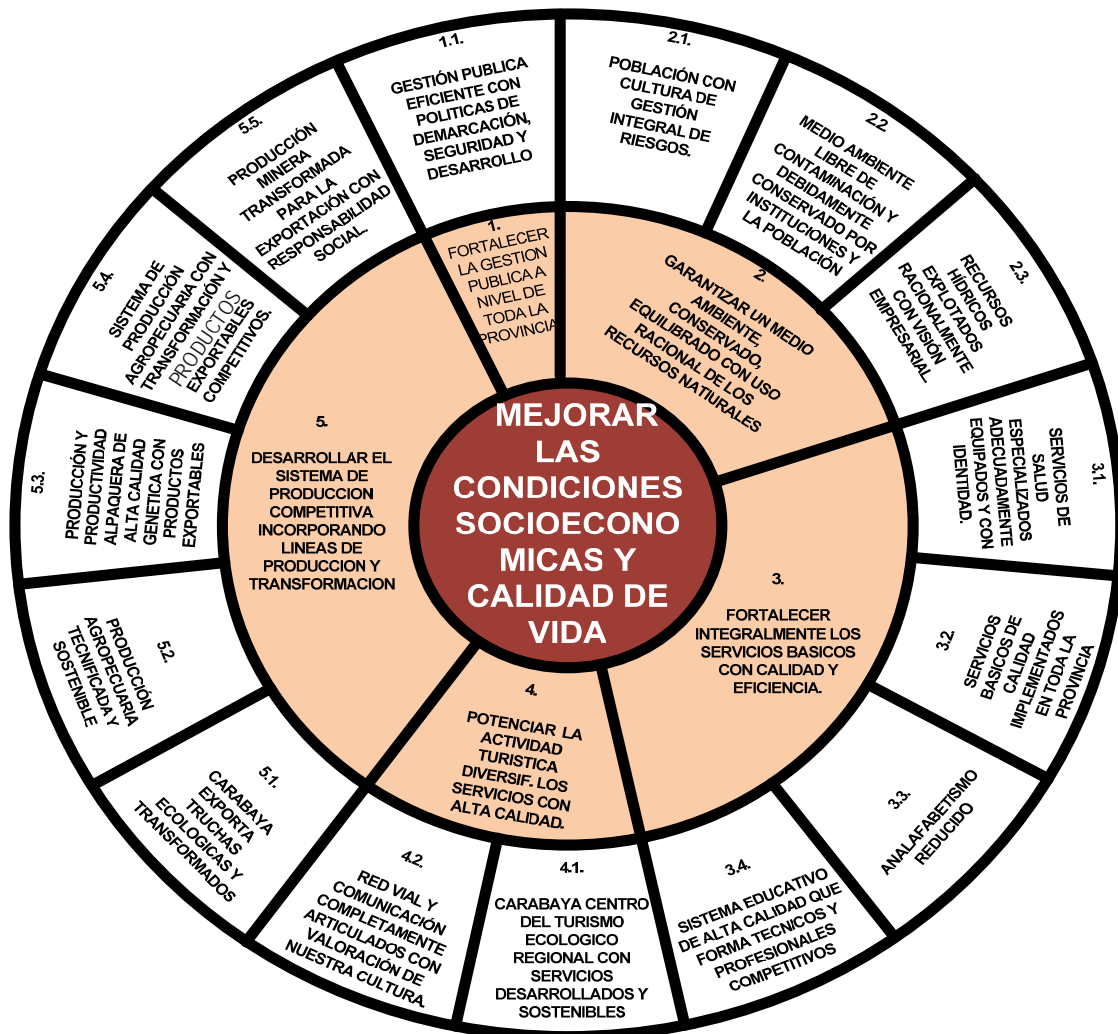 MEJORAR
LAS
CONDICIONES
SOCIOECONO
MICAS Y
CALIDAD DE
VIDA
1.
FORTALECER
LA GESTION
PUBLICA A
NIVEL DE
TODA LA
PROVINCIA
2.
GARANTIZAR UN MEDIO
AMBIENTE,
CONSERVADO,
EQUILIBRADO CON USO
RACIONAL DE LOS
RECURSOS NATURALES
3.
FORTALECER
INTEGRALMENTE LOS
SERVICIOS BASICOS
CON CALIDAD Y
EFICIENCIA.
4.
POTENCIAR LA
ACTIVIDAD
TURISTICA
DIVERSIF. LOS
SERVICIOS CON
ALTA CALIDAD.
5.
DESARROLLAR EL
SISTEMA DE
PRODUCCION
COMPETITIVA
INCORPORANDO
LINEAS DE
PRODUCCION Y
TRANSFORMACION
1.1.
GESTIÓN PUBLICA
EFICIENTE CON
POLITICAS DE
DEMARCACIÓN,
SEGURIDAD Y
DESARROLLO
2.1.
POBLACIÓN CON
CULTURA DE
GESTIÓN
INTEGRAL DE
RIESGOS.
2.2.
MEDIO AMBIENTE
LIBRE DE
CONTAMINACIÓN Y
DEBIDAMENTE
CONSERVADO POR
INSTITUCIONES Y
LA POBLACIÓN
2.3.
RECURSOS
HÍDRICOS
EXPLOTADOS
RACIONALMENTE
CON VISIÓN
EMPRESARIAL.
3.1.
SERVICIOS DE
SALUD
ESPECIALIZADOS
ADECUADAMENTE
EQUIPADOS Y CON
IDENTIDAD.
3.2.
SERVICIOS
BASICOS DE
CALIDAD
IMPLEMENTADOS
EN TODA LA
PROVINCIA
3.3.
ANALAFABETISMO
REDUCIDO
3.4.
SISTEMA EDUCATIVO
DE ALTA CALIDAD QUE
FORMA TECNICOS Y
PROFESIONALES
COMPETITIVOS
4.1.
CARABAYA CENTRO
DEL TURISMO
ECOLOGICO
REGIONAL CON
SERVICIOS
DESARROLLADOS Y
SOSTENIBLES
4.2.
RED VIAL Y
COMUNICACIÓN
COMPLETAMENTE
ARTICULADOS CON
VALORACIÓN DE
NUESTRA CULTURA.
5.1.
CARABAYA
EXPORTA
TRUCHAS
ECOLOGICAS Y
TRANSFORMADOS
5.2.
PRODUCCIÓN
AGROPECUARIA
TECNIFICADA Y
SOSTENIBLE
5.3.
PRODUCCIÓN Y
PRODUCTIVIDAD
ALPAQUERA DE
ALTA CALIDAD
GENETICA CON
PRODUCTOS
EXPORTABLES
5.4.
SISTEMA DE
PRODUCCIÓN
AGROPECUARIA CON
TRANSFORMACIÓN Y
PRODUCTOS
EXPORTABLES
COMPETITIVOS.
5.5.
PRODUCCIÓN
MINERA
TRANSFORMADA
PARA LA
EXPORTACIÓN CON
RESPONSABILIDAD
SOCIAL.